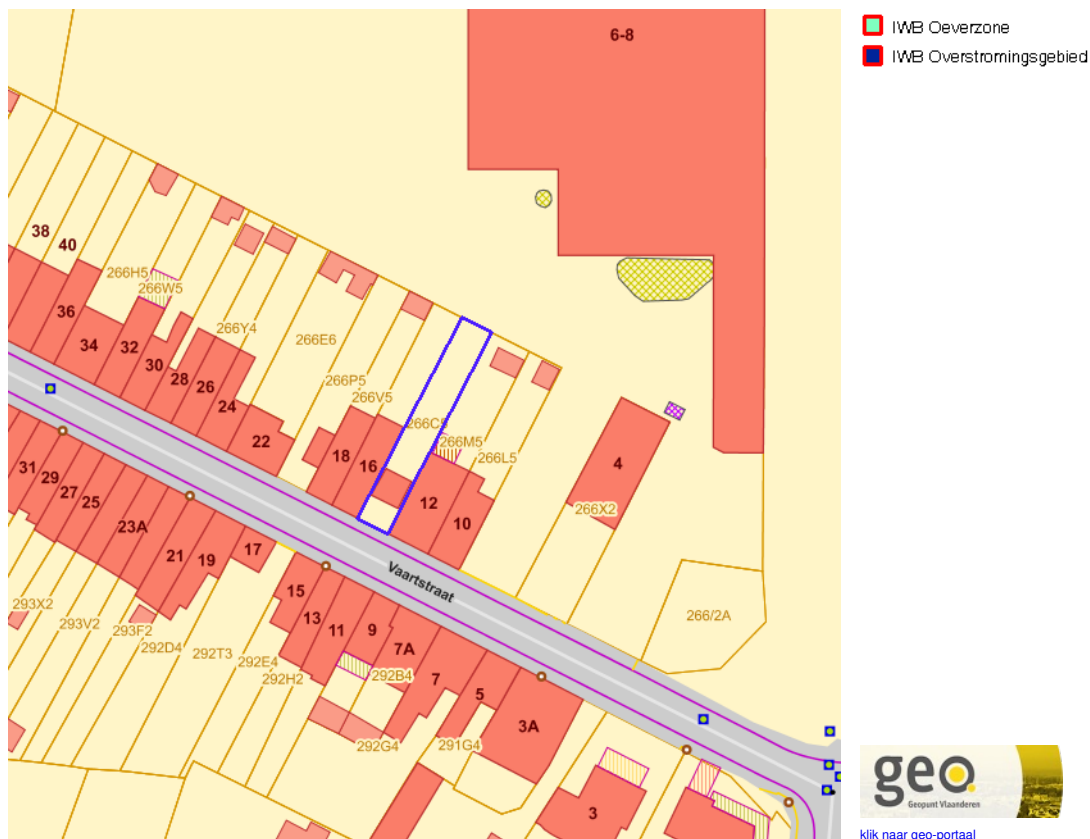 6-8
IWB Oeverzone
IWB Overstromingsgebied
38
40
266H5
266W5
36
34
32
30
28
26
24
22
266Y4
266E6
266P5
266V5
18
16
266C5
266M5
266L5
12
10
4
266X2
266/2A
Vaartstraat
31
29
27
25
23A
21
19
17
15
13
11
9
7A
7
5
3A
3
293X2
293V2
293F2
292D4
292T3
292E4
292H2
292B4
292G4
291G4
geo
Geopunt Vlaanderen
klik naar geo-portaal